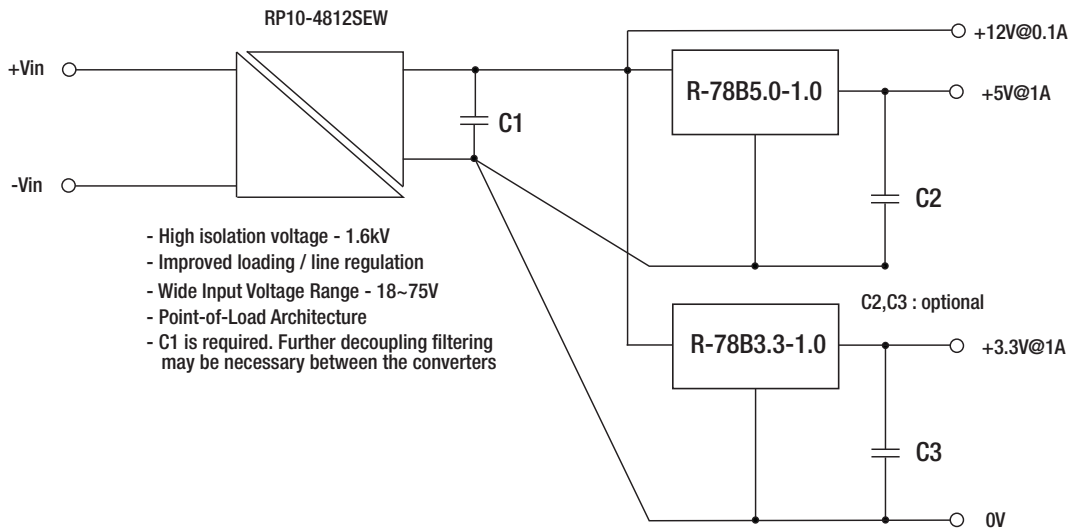 RP10-4812SEW
+Vin
-Vin
C1
R-78B5.0-1.0
+12V@0.1A
+5V@1A
C2
- High isolation voltage - 1.6kV
- Improved loading / line regulation
- Wide Input Voltage Range - 18~75V
- Point-of-Load Architecture
- C1 is required. Further decoupling filtering
may be necessary between the converters
C2,C3 : optional
R-78B3.3-1.0
+3.3V@1A
C3
0V